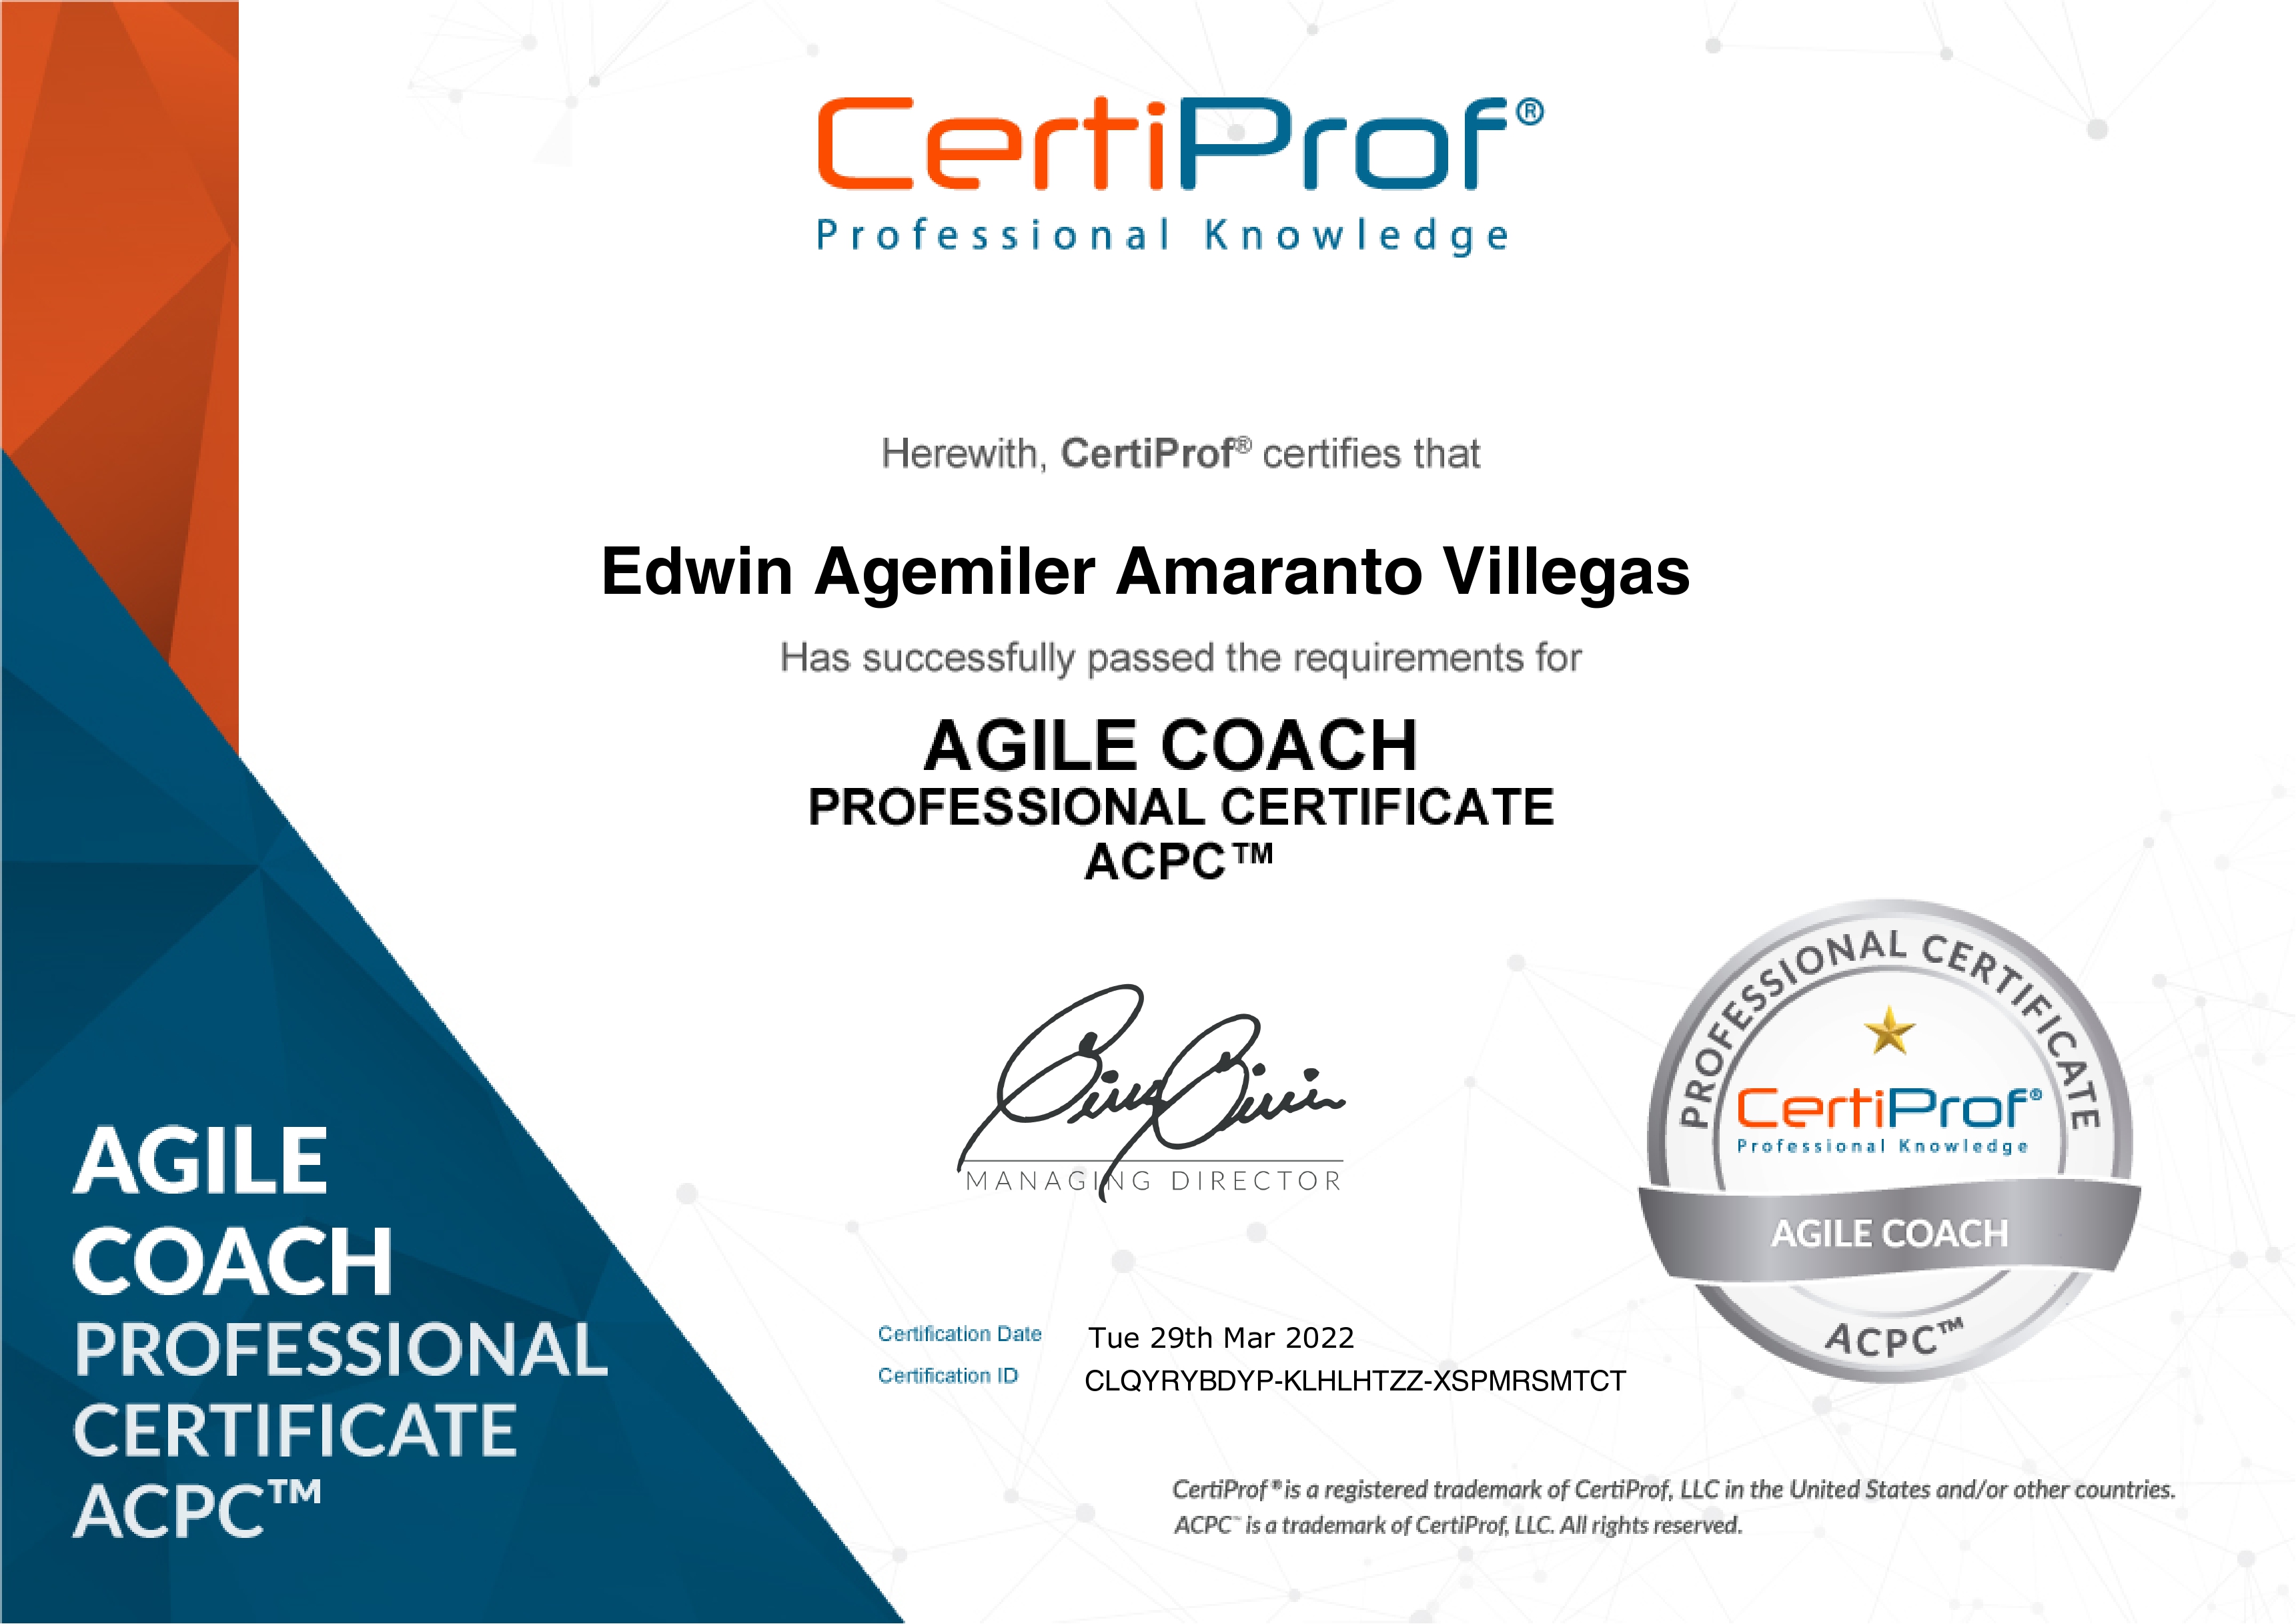 CertiProf®
Professional Knowledge
Herewith, CertiProf® certifies that
Edwin Agemiler Amaranto Villegas
Has successfully passed the requirements for
AGILE COACH
PROFESSIONAL CERTIFICATE
ACPC™
MANAGING DIRECTOR
PROFESSIONAL CERTIFICATE
CertiProf®
Professional Knowledge
AGILE COACH
ACPC™
AGILE
COACH
PROFESSIONAL
CERTIFICATE
ACPC™
Certification Date Tue 29th Mar 2022
Certification ID CLQYRYBDYP-KLHLHTZZ-XSPMRSMTCT
CertiProf® is a registered trademark of CertiProf, LLC in the United States and/or other countries.
ACPC™ is a trademark of CertiProf, LLC. All rights reserved.